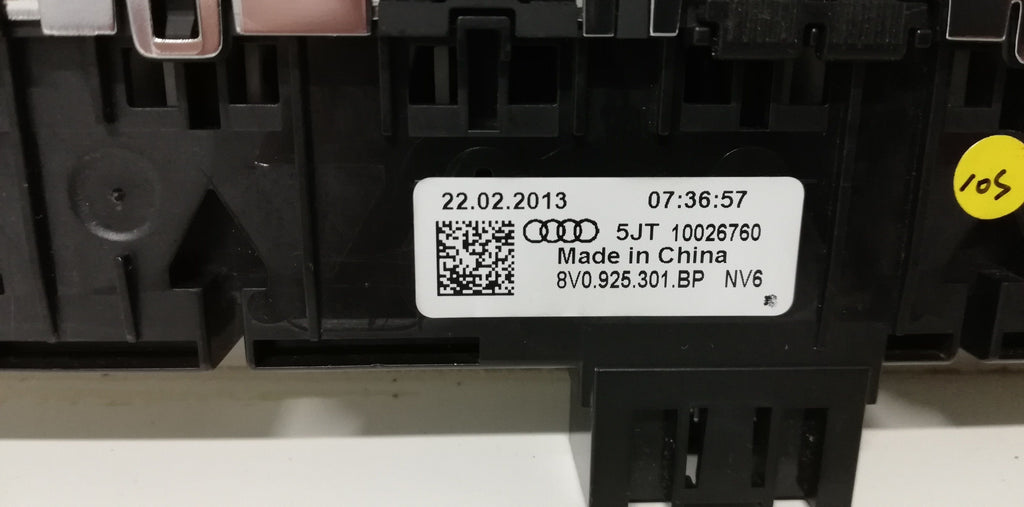 22.02.2013 07:36:57
5JT 10026760
Made in China
8V0.925.301.BP NV6
105